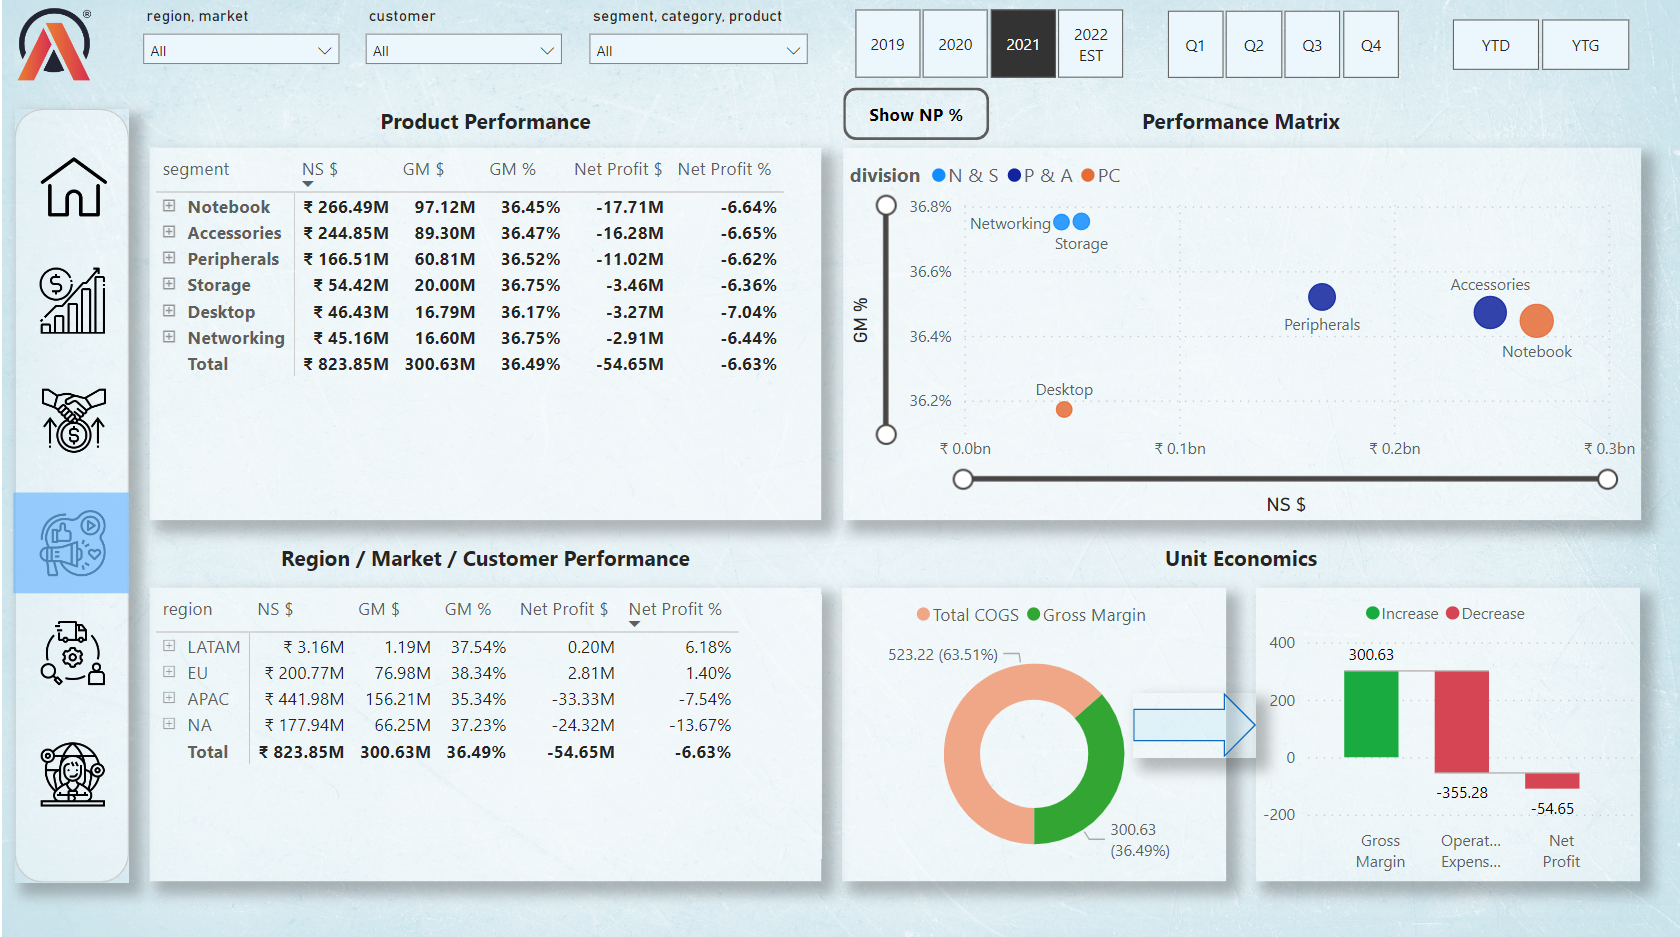 region, market
customer
segment, category, product
All
All
All
2019
2020
2021
2022
EST
Q1
Q2
Q3
Q4
YTD
YTG
®
Show NP %
Product Performance
segment NS $ GM $ GM % Net Profit $ Net Profit %
Notebook ₹ 266.49M 97.12M 36.45% -17.71M -6.64%
Accessories ₹ 244.85M 89.30M 36.47% -16.28M -6.65%
Peripherals ₹ 166.51M 60.81M 36.52% -11.02M -6.62%
Storage ₹ 54.42M 20.00M 36.75% -3.46M -6.36%
Desktop ₹ 46.43M 16.79M 36.17% -3.27M -7.04%
Networking ₹ 45.16M 16.60M 36.75% -2.91M -6.44%
Total ₹ 823.85M 300.63M 36.49% -54.65M -6.63%
Performance Matrix
division N & S P & A PC
36.8%
36.6%
36.4%
36.2%
GM %
Networking
Storage
Accessories
Peripherals
Notebook
Desktop
₹ 0.0bn ₹ 0.1bn ₹ 0.2bn ₹ 0.3bn
NS $
Region / Market / Customer Performance
region NS $ GM $ GM % Net Profit $ Net Profit %
LATAM ₹ 3.16M 1.19M 37.54% 0.20M 6.18%
EU ₹ 200.77M 76.98M 38.34% 2.81M 1.40%
APAC ₹ 441.98M 156.21M 35.34% -33.33M -7.54%
NA ₹ 177.94M 66.25M 37.23% -24.32M -13.67%
Total ₹ 823.85M 300.63M 36.49% -54.65M -6.63%
Unit Economics
Total COGS Gross Margin
523.22 (63.51%)
300.63
(36.49%)
Increase Decrease
400
200
0
-200
300.63
-355.28
-54.65
Gross
Margin
Operat...
Expens...
Net
Profit